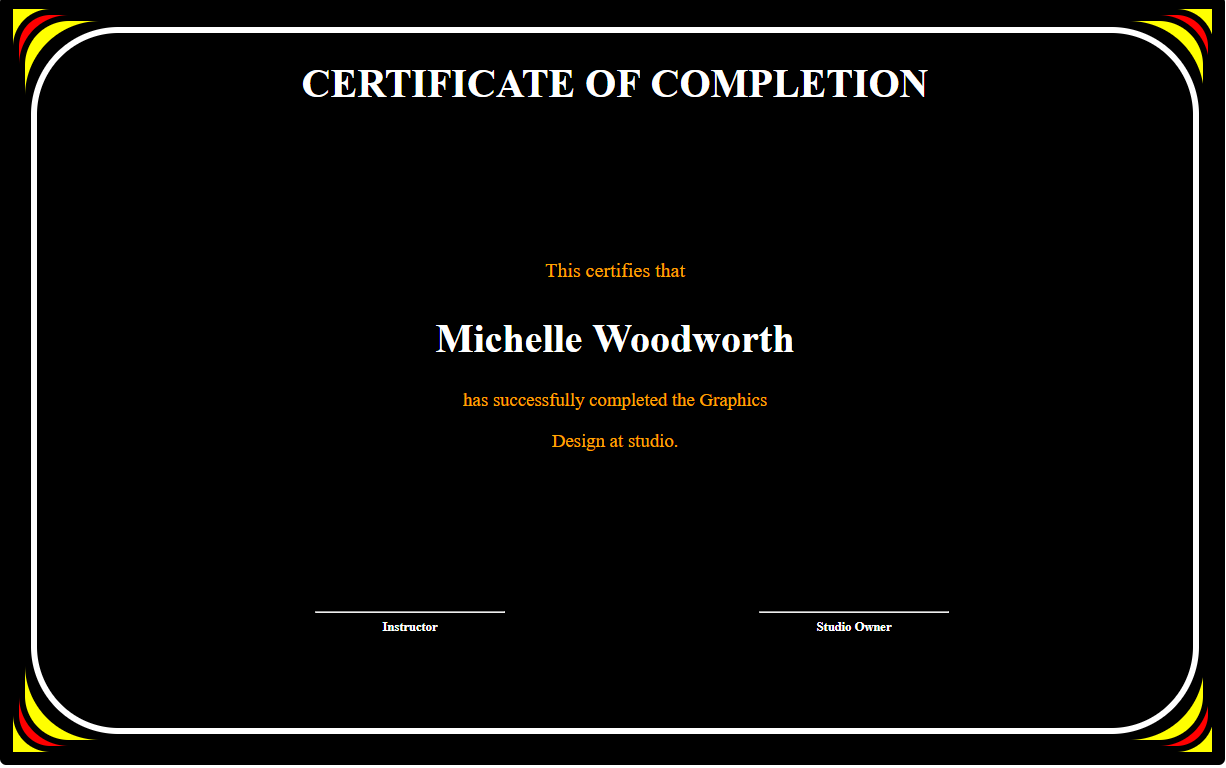 CERTIFICATE OF COMPLETION
This certifies that
Michelle Woodworth
has successfully completed the Graphics
Design at studio.
Instructor
Studio Owner